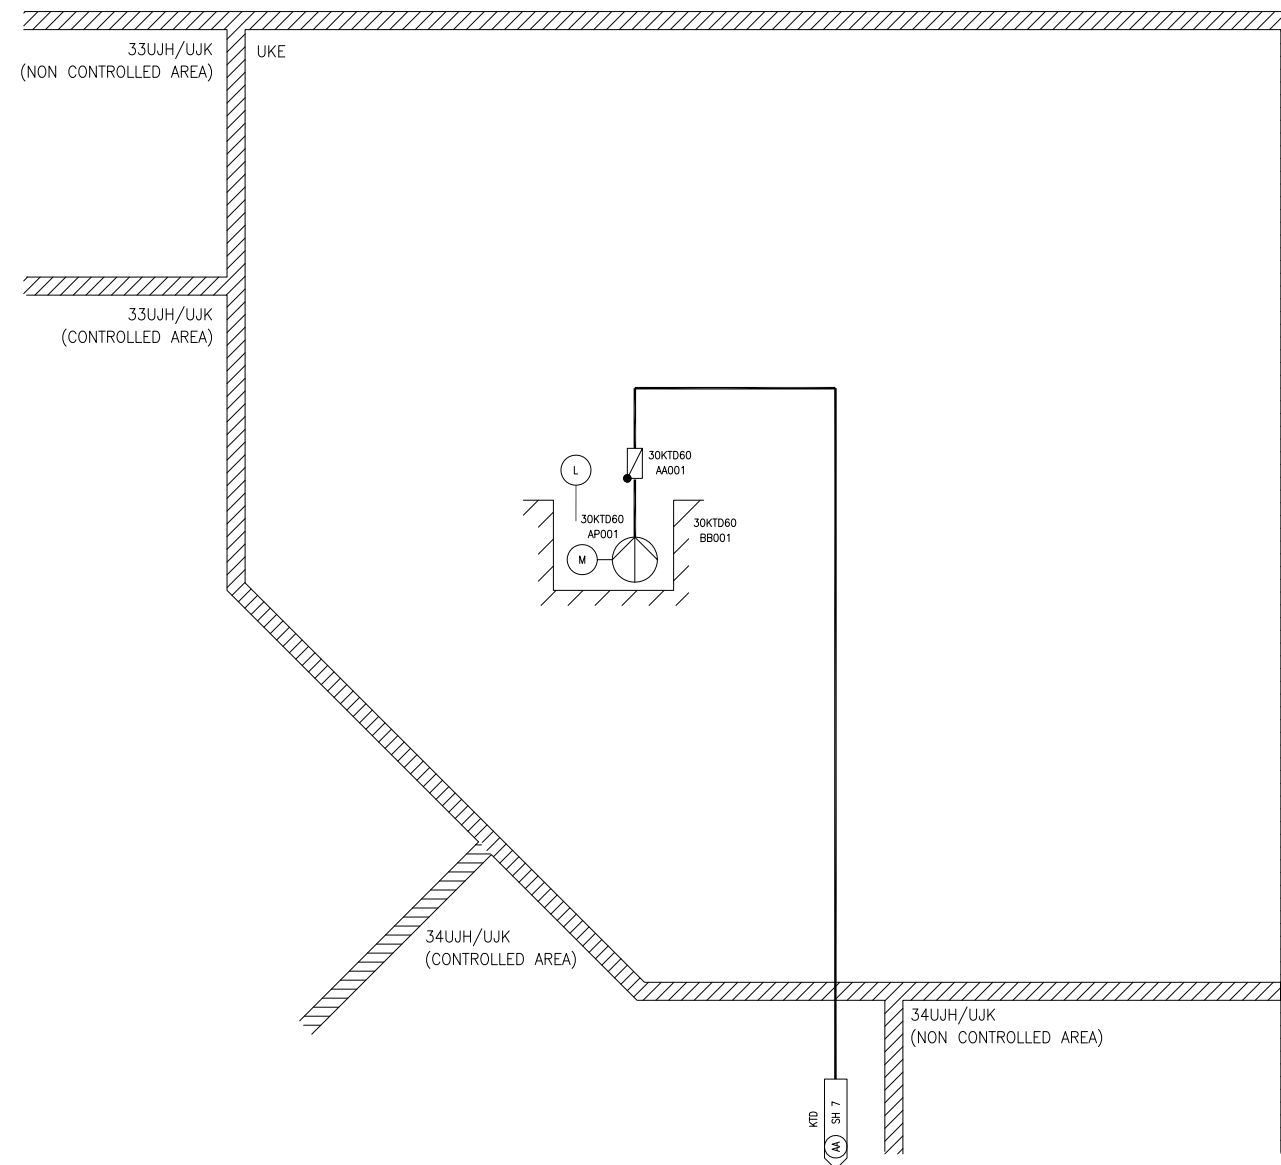 33UJH/UJK
(NON CONTROLLED AREA)
UKE
33UJH/UJK
(CONTROLLED AREA)
30KTD60
AA001
L
30KTD60
AP001
30KTD60
BB001
M
34UJH/UJK
(CONTROLLED AREA)
34UJH/UJK
(NON CONTROLLED AREA)
KTD
SH 7
AA